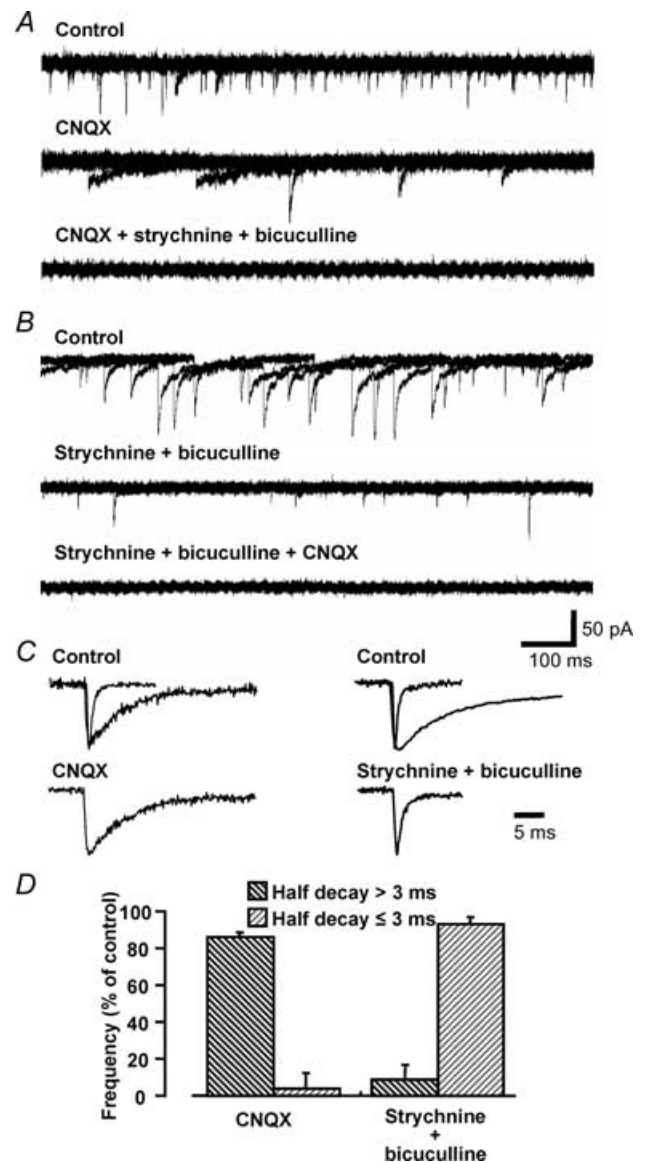 A
Control
CNQX
CNQX + strychnine + bicuculline
B
Control
Strychnine + bicuculline
Strychnine + bicuculline + CNQX
50 pA
100 ms
C
Control
Control
CNQX
Strychnine + bicuculline
5 ms
D
Half decay > 3 ms
Half decay ≤ 3 ms
Frequency (% of control)
100
80
60
40
20
0
CNQX
Strychnine
+
bicuculline